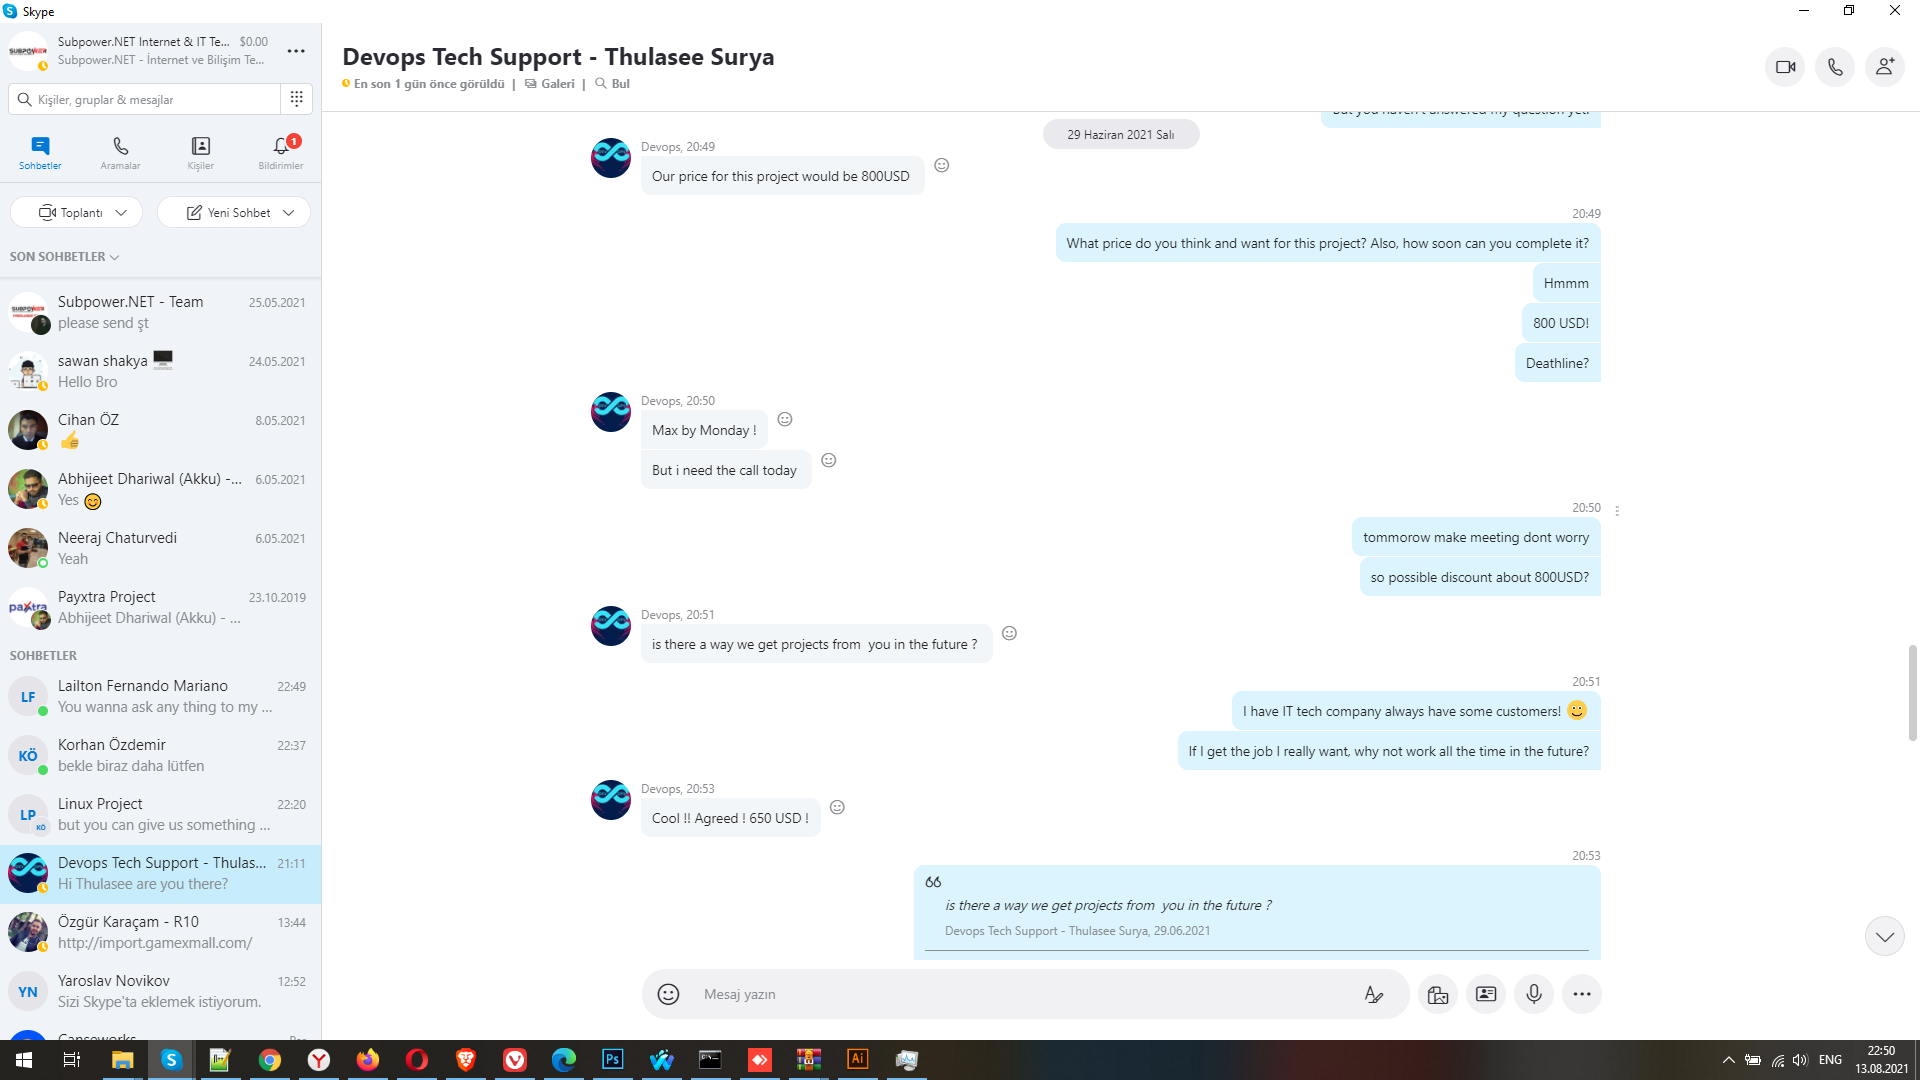 Skype
Subpower.NET Internet & IT Te... $0.00
Subpower.NET - İnternet ve Bilişim Te...
Kişiler, gruplar & mesajlar
Sohbetler
Aramalar
Kişiler
Bildirimler
1
Toplantı
Yeni Sohbet
SON SOHBETLER
Subpower.NET - Team 25.05.2021
please send şt
sawan shakya 24.05.2021
Hello Bro
Cihan ÖZ 8.05.2021
Abhijeet Dhariwal (Akku) -... 6.05.2021
Yes
Neeraj Chaturvedi 6.05.2021
Yeah
Payxtra Project 23.10.2019
Abhijeet Dhariwal (Akku) - ...
SOHBETLER
LF
Lailton Fernando Mariano 22:49
You wanna ask any thing to my ...
KÖ
Korhan Özdemir 22:37
bekle biraz daha lütfen
LP
KÖ
Linux Project 22:20
but you can give us something ...
Devops Tech Support - Thulas... 21:11
Hi Thulasee are you there?
Özgür Karaçam - R10 13:44
http://import.gamexmall.com/
YN
Yaroslav Novikov 12:52
Sizi Skype'ta eklemek istiyorum.
Devops Tech Support - Thulasee Surya
En son 1 gün önce görüldü | Galeri | Bul
But you haven't answered my question yet!
29 Haziran 2021 Salı
Devops, 20:49
Our price for this project would be 800USD
20:49
What price do you think and want for this project? Also, how soon can you complete it?
Hmmm
800 USD!
Deathline?
Devops, 20:50
Max by Monday !
But i need the call today
20:50
tommorow make meeting dont worry
so possible discount about 800USD?
Devops, 20:51
is there a way we get projects from  you in the future ?
20:51
I have IT tech company always have some customers!
If I get the job I really want, why not work all the time in the future?
Devops, 20:53
Cool !! Agreed ! 650 USD !
20:53
is there a way we get projects from  you in the future ?
Devops Tech Support - Thulasee Surya, 29.06.2021
Mesaj yazın
ENG
22:50
13.08.2021